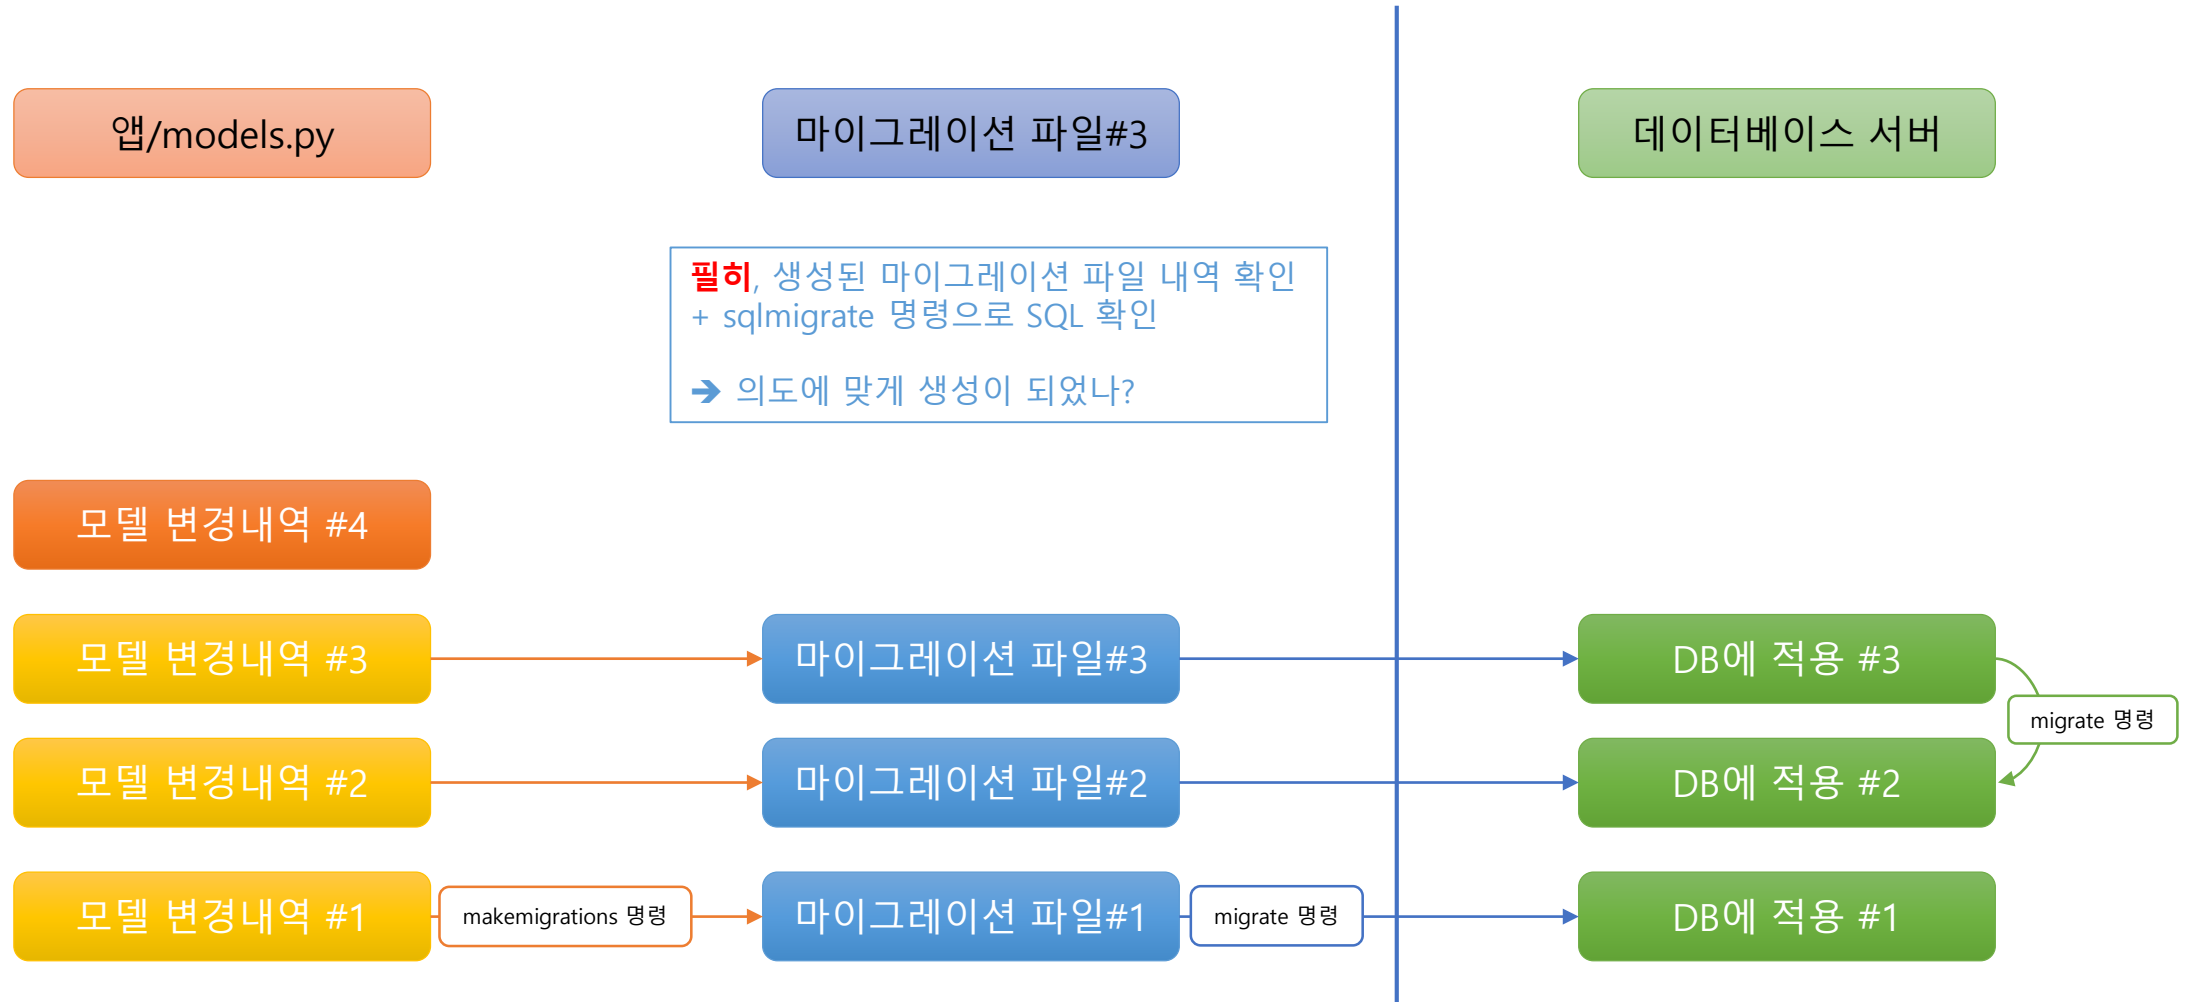 앱/models.py
마이그레이션 파일#3
데이터베이스 서버
필히, 생성된 마이그레이션 파일 내역 확인
+ sqlmigrate 명령으로 SQL 확인
➔ 의도에 맞게 생성이 되었나?
모델 변경내역 #4
모델 변경내역 #3
마이그레이션 파일#3
DB에 적용 #3
migrate 명령
모델 변경내역 #2
마이그레이션 파일#2
DB에 적용 #2
모델 변경내역 #1
makemigrations 명령
마이그레이션 파일#1
migrate 명령
DB에 적용 #1